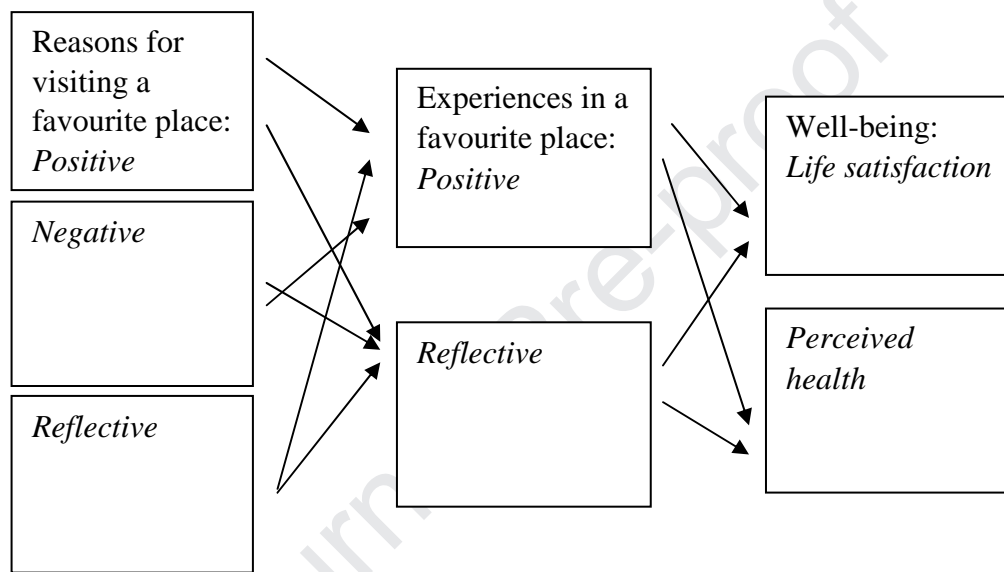 Reasons for
visiting a
favourite place:
Positive
Negative
Reflective
Experiences in a
favourite place:
Positive
Reflective
Well-being:
Life satisfaction
Perceived
health